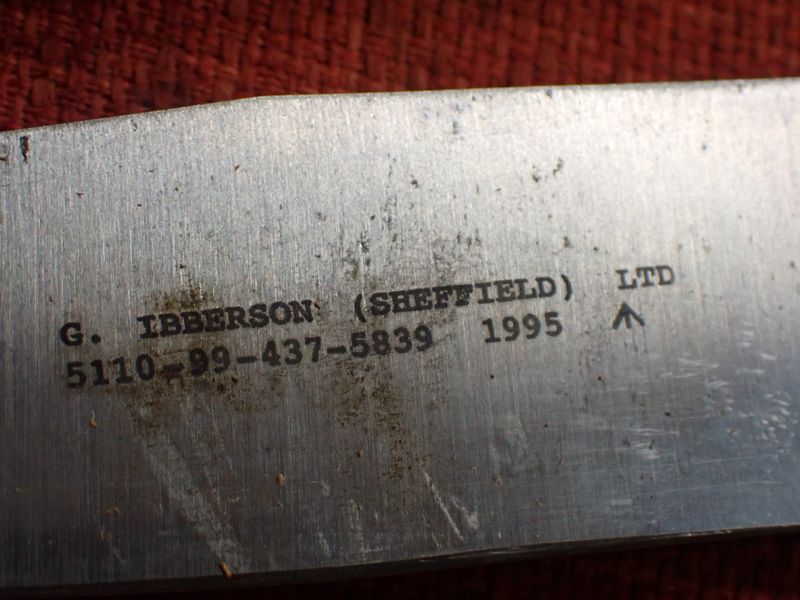 G. IBBERSON (SHEFFIELD) LTD
5110-99-437-5839 1995